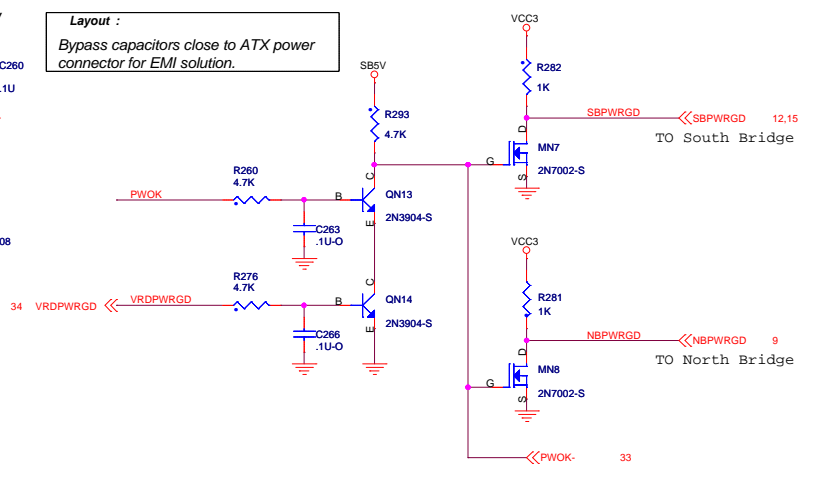 Layout :
Bypass capacitors close to ATX power
connector for EMI solution.
C260
.1U
08
SB5V
R293
4.7K
R260
4.7K
PWOK
B
C
E
QN13
2N3904-S
C263
.1U-O
R276
4.7K
34 VRDPWRGD
VRDPWRGD
B
C
E
QN14
2N3904-S
C266
.1U-O
VCC3
R282
1K
SBPWRGD
SBPWRGD 12,15
TO South Bridge
D
G
S
MN7
2N7002-S
VCC3
R281
1K
NBPWRGD
NBPWRGD 9
TO North Bridge
D
G
S
MN8
2N7002-S
PWOK- 33